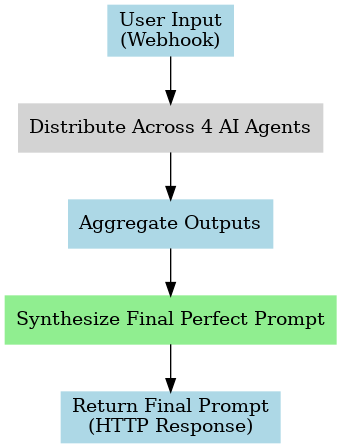 User Input
(Webhook)
Distribute Across 4 AI Agents
Aggregate Outputs
Synthesize Final Perfect Prompt
Return Final Prompt
(HTTP Response)